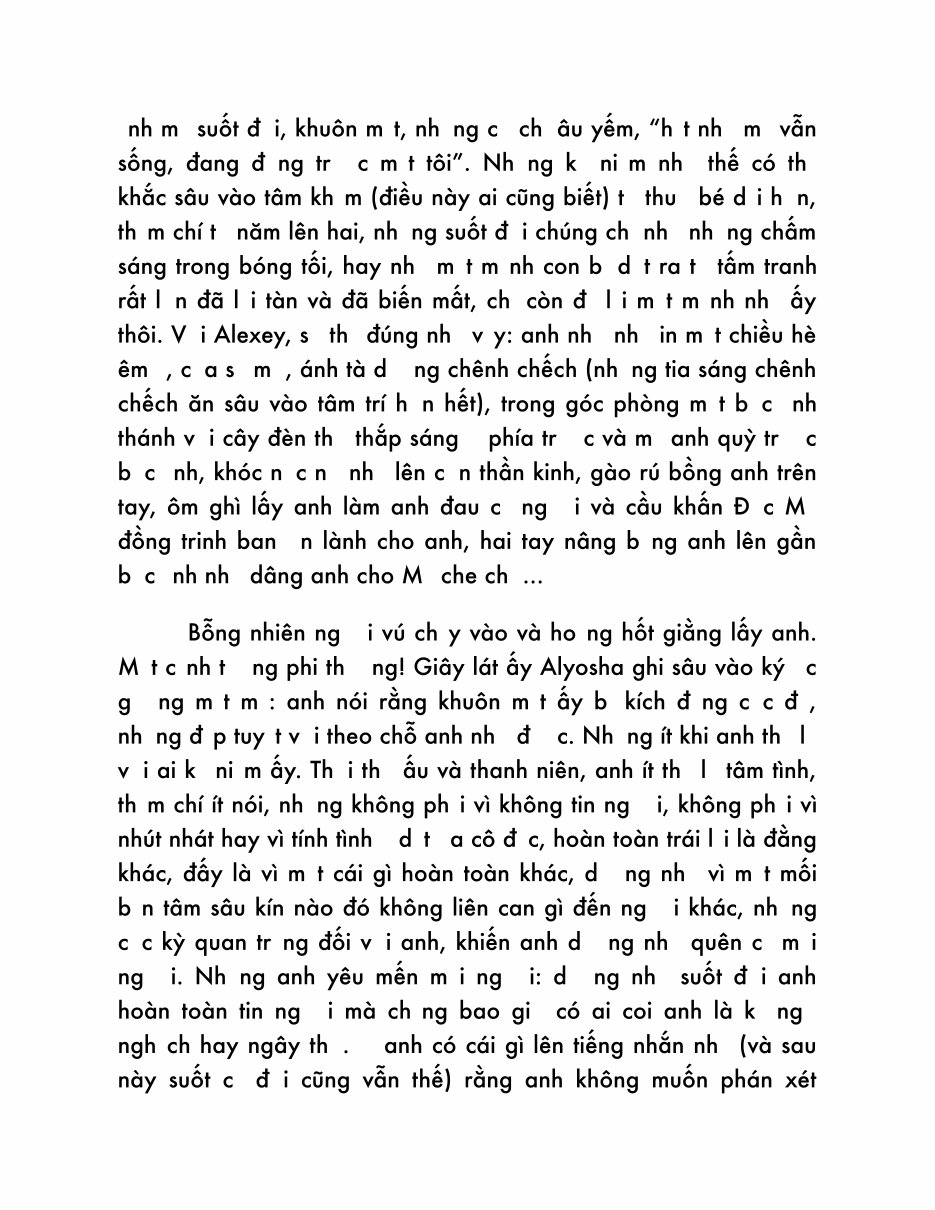 nh m suốt đ i, khuôn m t, nh ng c ch âu yếm, “h t nh m vẫn
sống, đang đ ng tr c m t tôi”. Nh ng k ni m nh thế có th
khắc sâu vào tâm kh m (điều này ai cũng biết) t thu bé d i h n,
th m chí t năm lên hai, nh ng suốt đ i chúng ch nh nh ng chấm
sáng trong bóng tối, hay nh m t m nh con b d t ra t tấm tranh
rất l n đã l i tàn và đã biến mất, ch còn đ l i m t m nh nh ấy
thôi. V i Alexey, s th đúng nh v y: anh nh nh in m t chiều hè
êm , c a s m , ánh tà d ng chênh chếch (nh ng tia sáng chênh
chếch ăn sâu vào tâm trí h n hết), trong góc phòng m t b c nh
thánh v i cây đèn th thắp sáng phía tr c và m anh quỳ tr c
b c nh, khóc n c n nh lên c n thần kinh, gào rú bồng anh trên
tay, ôm ghì lấy anh làm anh đau c ng i và cầu khấn Đ c M
đồng trinh ban n lành cho anh, hai tay nâng b ng anh lên gần
b c nh nh dâng anh cho M che ch ...
Bỗng nhiên ng i vú ch y vào và ho ng hốt giằng lấy anh.
M t c nh t ng phi th ng! Giây lát ấy Alyosha ghi sâu vào ký c
g ng m t m : anh nói rằng khuôn m t ấy b kích đ ng c c đ ,
nh ng đ p tuy t v i theo chỗ anh nh đ c. Nh ng ít khi anh th l
v i ai k ni m ấy. Th i th ấu và thanh niên, anh ít th l tâm tình,
th m chí ít nói, nh ng không ph i vì không tin ng i, không ph i vì
nhút nhát hay vì tính tình d t a cô đ c, hoàn toàn trái l i là đằng
khác, đấy là vì m t cái gì hoàn toàn khác, d ng nh vì m t mối
b n tâm sâu kín nào đó không liên can gì đến ng i khác, nh ng
c c kỳ quan tr ng đối v i anh, khiến anh d ng nh quên c m i
ng i. Nh ng anh yêu mến m i ng i: d ng nh suốt đ i anh
hoàn toàn tin ng i mà ch ng bao gi có ai coi anh là k ng
ngh ch hay ngây th . anh có cái gì lên tiếng nhắn nh (và sau
này suốt c đ i cũng vẫn thế) rằng anh không muốn phán xét